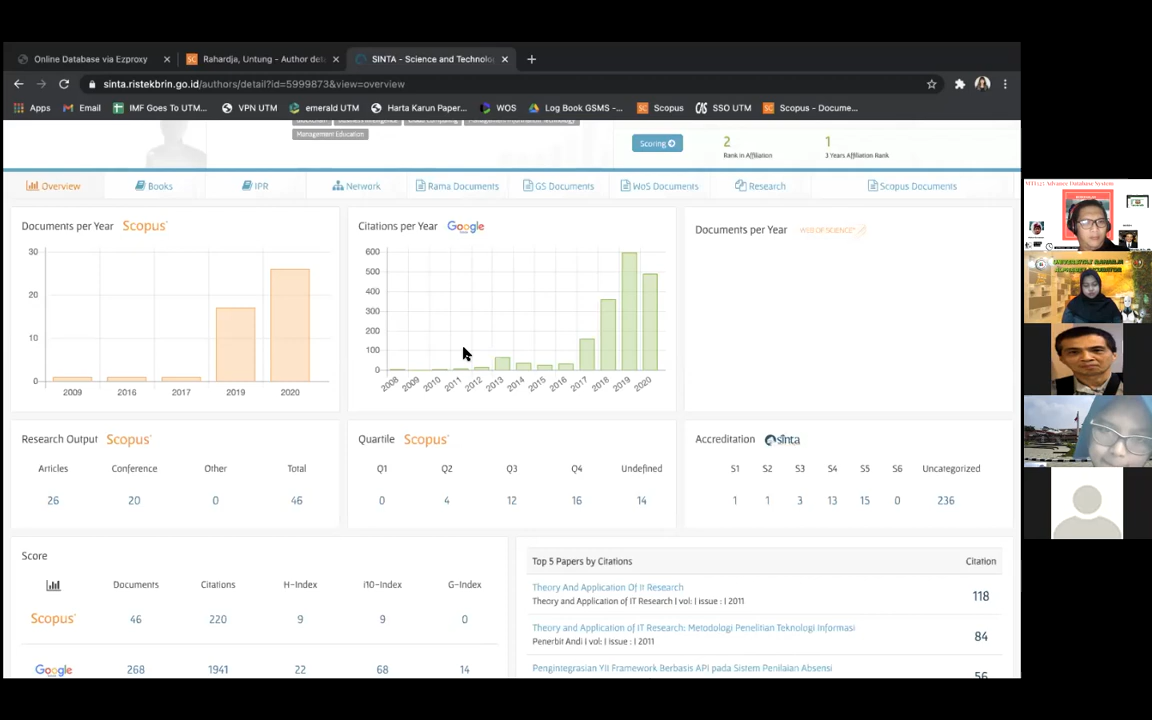 Online Database via Ezproxy
Rahardja, Untung - Author det
SINTA - Science and Technolo
sinta.ristekbrin.go.id/authors/detail?id=5999873&view=overview
Apps
Email
IMF Goes To UTM...
VPN UTM
emerald UTM
Harta Karun Paper...
WOS
Log Book GSMS -...
Scopus
SSO UTM
Scopus - Docume...
Management Education
Scoring
2
Rank in Affiliation
1
3 Years Affiliation Rank
Overview
Books
IPR
Network
Rama Documents
GS Documents
WoS Documents
Research
Scopus Documents
Documents per Year Scopus
30
20
10
0
2009 2016 2017 2019 2020
Citations per Year Google
600
500
400
300
200
100
0
2008 2009 2010 2011 2012 2013 2014 2015 2016 2017 2018 2019 2020
Documents per Year WEB OF SCIENCE
Research Output Scopus
Articles Conference Other Total
26 20 0 46
Quartile Scopus
Q1 Q2 Q3 Q4 Undefined
0 4 12 16 14
Accreditation sinta
S1 S2 S3 S4 S5 S6 Uncategorized
1 1 3 13 15 0 236
Score
Documents Citations H-Index i10-Index G-Index
Scopus 46 220 9 9 0
Google 268 1941 22 68 14
Top 5 Papers by Citations Citation
Theory And Application Of It Research
Theory and Application of IT Research | vol: | issue : | 2011
118
Theory and Application of IT Research: Metodologi Penelitian Teknologi Informasi
Penerbit Andi | vol: | issue : | 2011
84
Pengintegrasian YII Framework Berbasis API pada Sistem Penilaian Absensi
56
Advance Database System
UNIVERSITAS RAHARJA